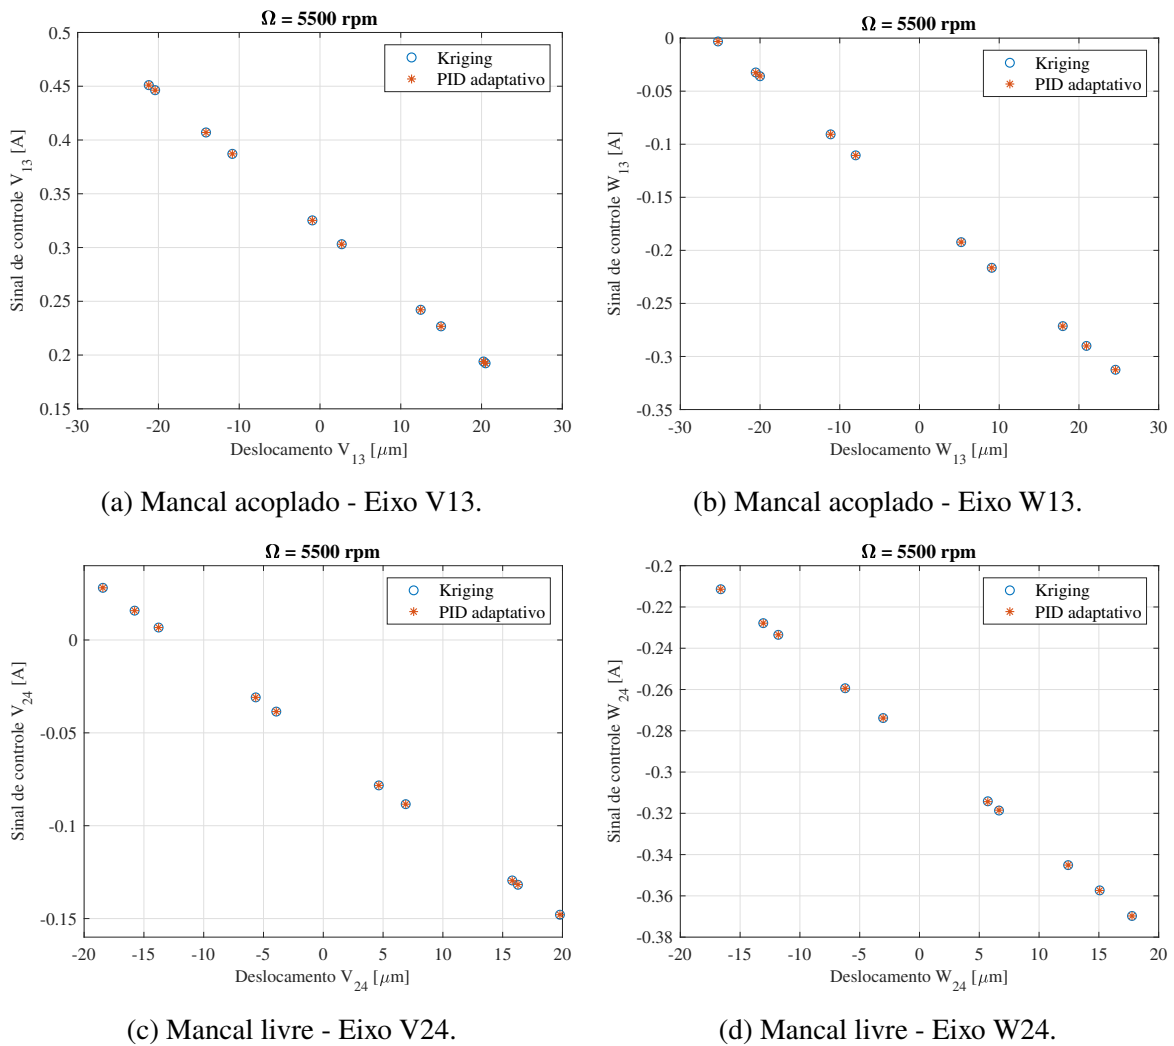 Ω = 5500 rpm
0.5
0.45
0.4
0.35
0.3
0.25
0.2
0.15
-30 -20 -10 0 10 20 30
Sinal de controle V13 [A]
Deslocamento V13 [μm]
Kriging
PID adaptativo
(a) Mancal acoplado - Eixo V13.
Ω = 5500 rpm
0
-0.05
-0.1
-0.15
-0.2
-0.25
-0.3
-0.35
-30 -20 -10 0 10 20 30
Sinal de controle W13 [A]
Deslocamento W13 [μm]
Kriging
PID adaptativo
(b) Mancal acoplado - Eixo W13.
Ω = 5500 rpm
0
-0.05
-0.1
-0.15
-20 -15 -10 -5 0 5 10 15 20
Sinal de controle V24 [A]
Deslocamento V24 [μm]
Kriging
PID adaptativo
(c) Mancal livre - Eixo V24.
Ω = 5500 rpm
-0.2
-0.22
-0.24
-0.26
-0.28
-0.3
-0.32
-0.34
-0.36
-0.38
-20 -15 -10 -5 0 5 10 15 20
Sinal de controle W24 [A]
Deslocamento W24 [μm]
Kriging
PID adaptativo
(d) Mancal livre - Eixo W24.